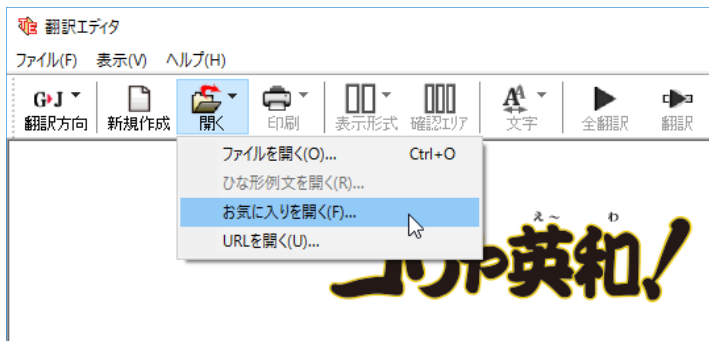 翻訳エディタ
ファイル(F) 表示(V) ヘルプ(H)
G▸J
翻訳方向 新規作成 開く 印刷 表示形式 確認エリア 文字 全翻訳 翻訳
ファイルを開く(O)... Ctrl+O
ひな形例文を開く(R)...
お気に入りを開く(F)...
URLを開く(U)...
え～ わ
コリャ英和!